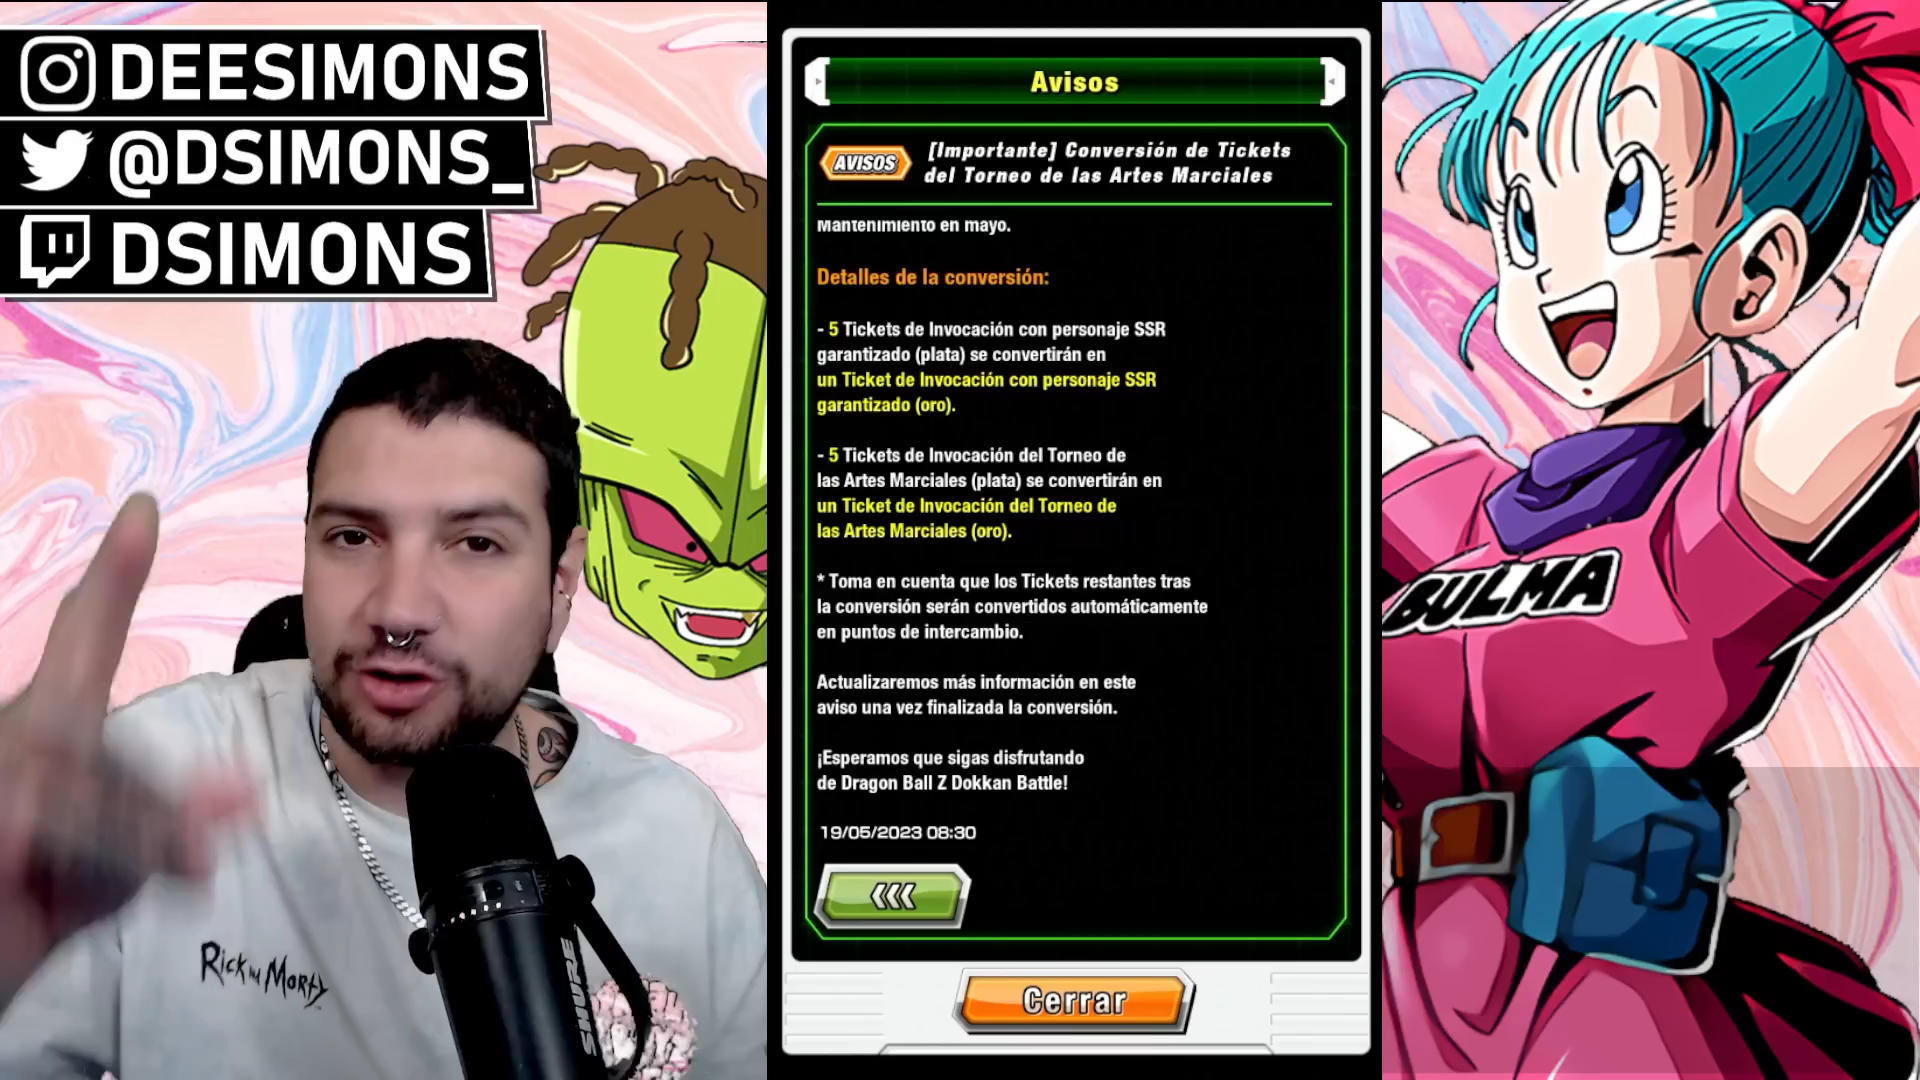 DEESIMONS
@DSIMONS_
DSIMONS
Rick and Morty
SHURE
Avisos
AVISOS
[Importante] Conversión de Tickets
del Torneo de las Artes Marciales
Mantenimiento en mayo.
Detalles de la conversión:
- 5 Tickets de Invocación con personaje SSR
garantizado (plata) se convertirán en
un Ticket de Invocación con personaje SSR
garantizado (oro).
- 5 Tickets de Invocación del Torneo de
las Artes Marciales (plata) se convertirán en
un Ticket de Invocación del Torneo de
las Artes Marciales (oro).
* Toma en cuenta que los Tickets restantes tras
la conversión serán convertidos automáticamente
en puntos de intercambio.
Actualizaremos más información en este
aviso una vez finalizada la conversión.
¡Esperamos que sigas disfrutando
de Dragon Ball Z Dokkan Battle!
19/05/2023 08:30
Cerrar
BULMA